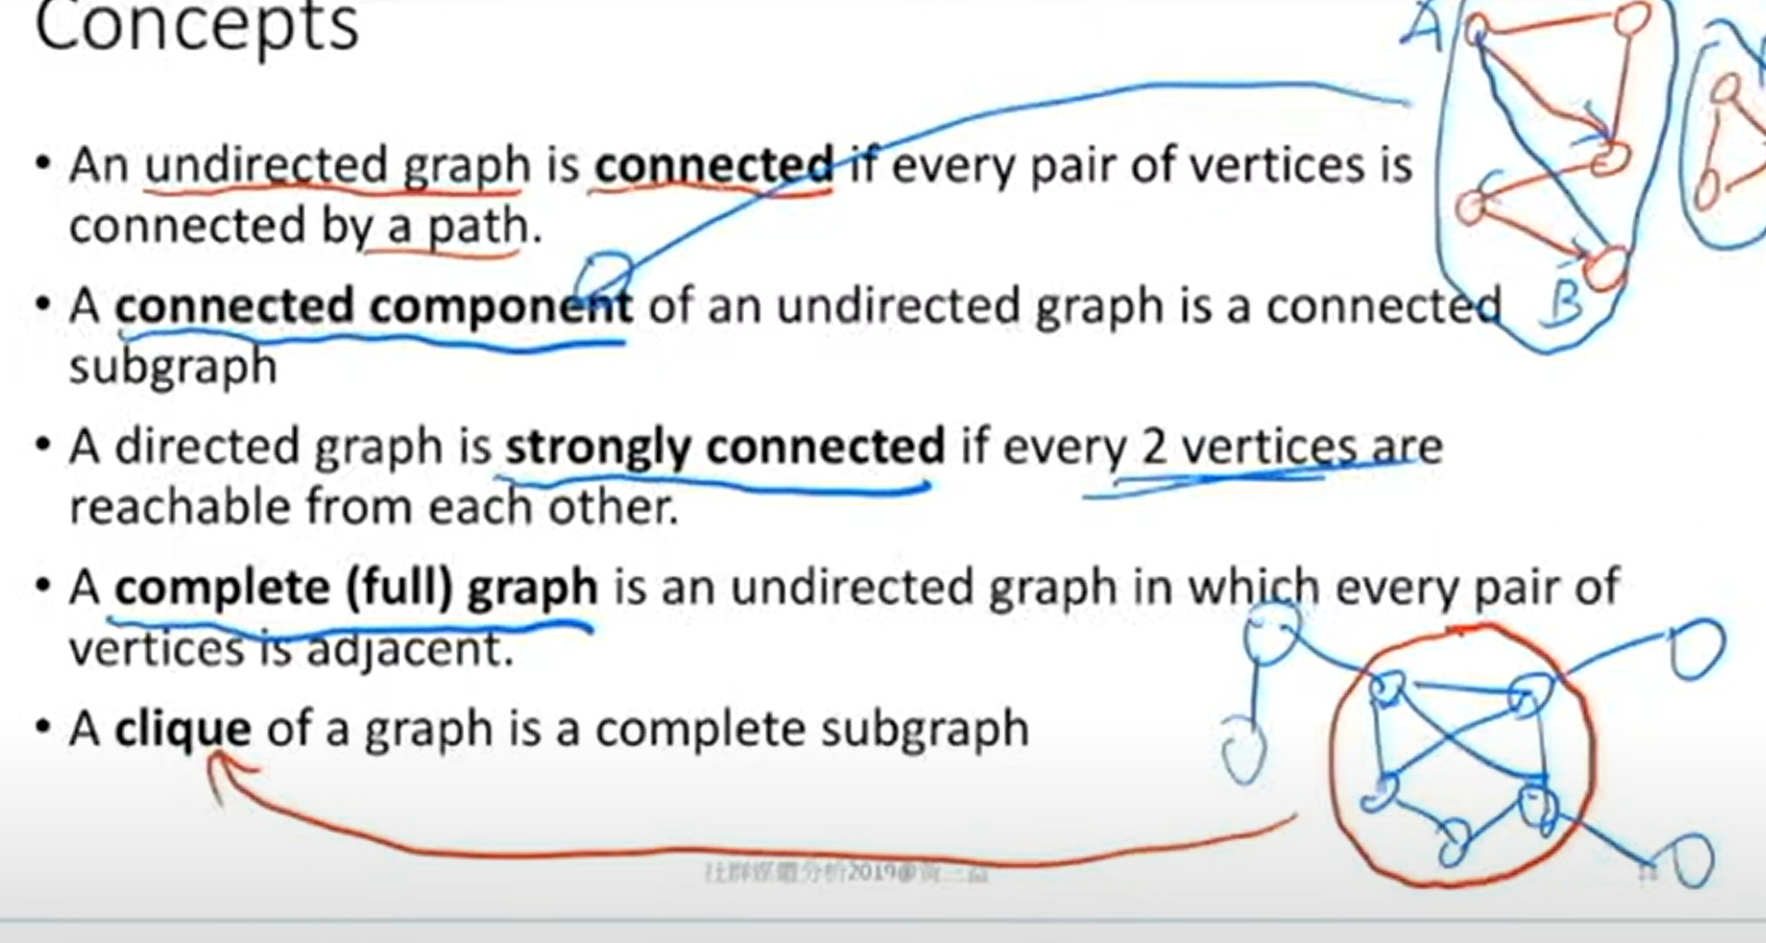 Concepts
A
• An undirected graph is connected if every pair of vertices is
connected by a path.
• A connected component of an undirected graph is a connected
B
subgraph
• A directed graph is strongly connected if every 2 vertices are
reachable from each other.
• A complete (full) graph is an undirected graph in which every pair of
vertices is adjacent.
• A clique of a graph is a complete subgraph
社群媒體分析2019@黃三益